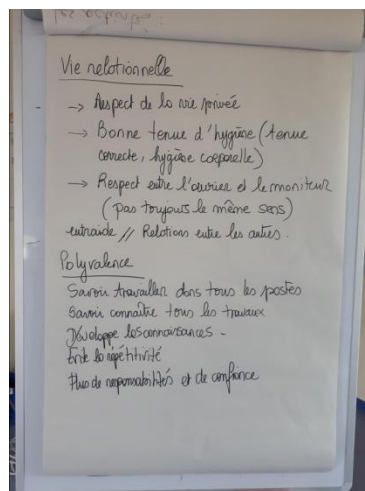 Vie relationnelle
→ Respect de la vie privée
→ Bonne tenue d'hygiène (tenue
correcte, hygiène corporelle)
→ Respect entre l'ouvrier et le moniteur
(pas toujours le même sens)
entraide // Relations entre les autres.
Polyvalence
Savoir travailler dans tous les postes
Savoir connaître tous les travaux
Développe les connaissances -
Evite la répétitivité
Plus de responsabilités et de confiance